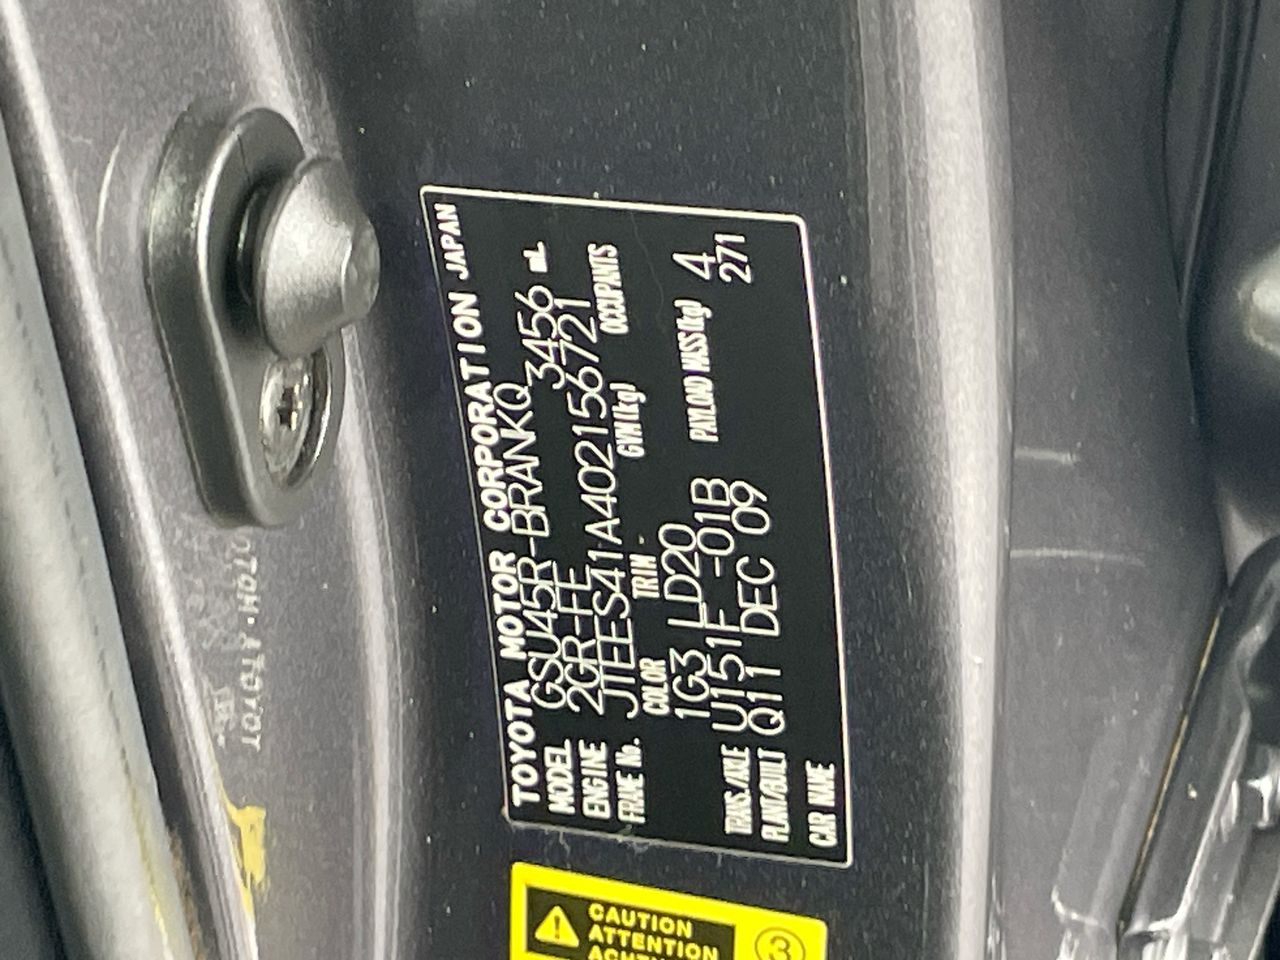 TOYOTA MOTOR CORPORATION JAPAN
MODEL GSU45R-BRANKQ
ENGINE 2GR-FE 3456 mL
FRAME No. JTEES41A402156721
COLOR TRIM GVM(kg) OCCUPANTS
1G3 LD20 4
TRANS./AXLE U151F -01B PAYLOAD MASS(kg) 271
PLANT/BUILT Q11 DEC 09
CAR NAME
CAUTION
ATTENTION
3